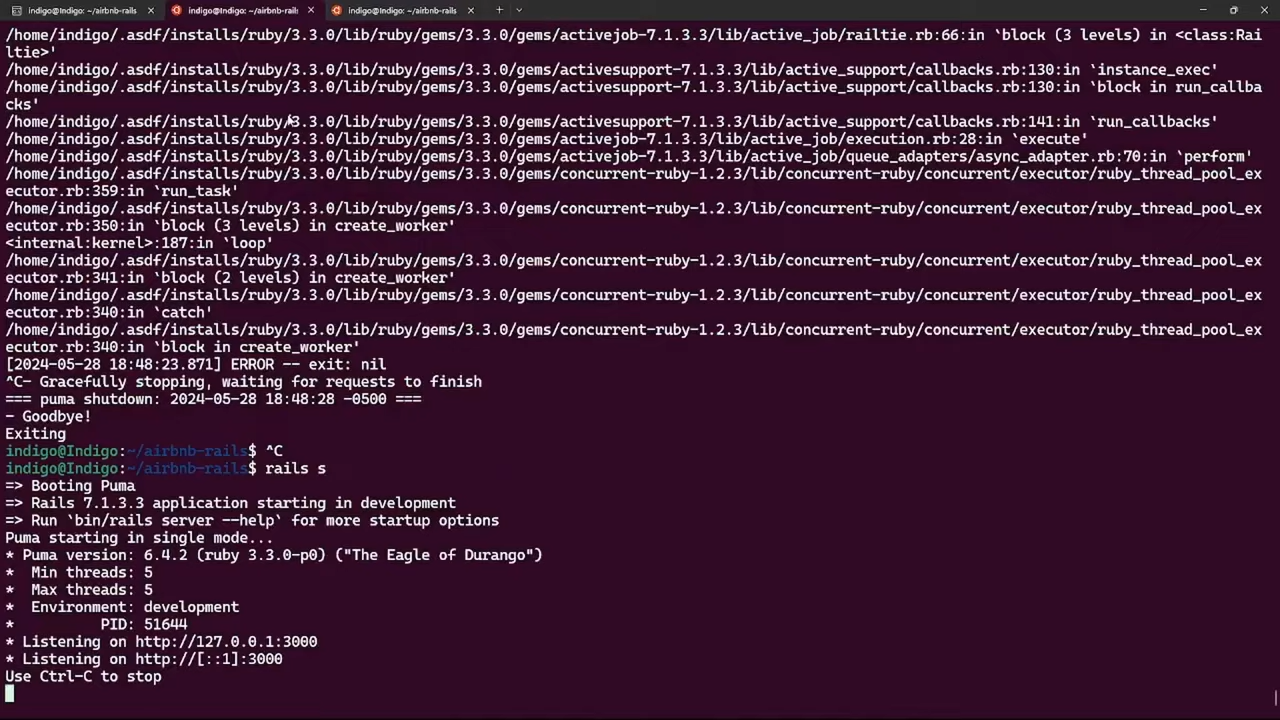 indigo@Indigo: ~/airbnb-rails
indigo@Indigo: ~/airbnb-rails
indigo@Indigo: ~/airbnb-rails
/home/indigo/.asdf/installs/ruby/3.3.0/lib/ruby/gems/3.3.0/gems/activejob-7.1.3.3/lib/active_job/railtie.rb:66:in `block (3 levels) in <class:Rai
ltie>'
/home/indigo/.asdf/installs/ruby/3.3.0/lib/ruby/gems/3.3.0/gems/activesupport-7.1.3.3/lib/active_support/callbacks.rb:130:in `instance_exec'
/home/indigo/.asdf/installs/ruby/3.3.0/lib/ruby/gems/3.3.0/gems/activesupport-7.1.3.3/lib/active_support/callbacks.rb:130:in `block in run_callba
cks'
/home/indigo/.asdf/installs/ruby/3.3.0/lib/ruby/gems/3.3.0/gems/activesupport-7.1.3.3/lib/active_support/callbacks.rb:141:in `run_callbacks'
/home/indigo/.asdf/installs/ruby/3.3.0/lib/ruby/gems/3.3.0/gems/activejob-7.1.3.3/lib/active_job/execution.rb:28:in `execute'
/home/indigo/.asdf/installs/ruby/3.3.0/lib/ruby/gems/3.3.0/gems/activejob-7.1.3.3/lib/active_job/queue_adapters/async_adapter.rb:70:in `perform'
/home/indigo/.asdf/installs/ruby/3.3.0/lib/ruby/gems/3.3.0/gems/concurrent-ruby-1.2.3/lib/concurrent-ruby/concurrent/executor/ruby_thread_pool_ex
ecutor.rb:359:in `run_task'
/home/indigo/.asdf/installs/ruby/3.3.0/lib/ruby/gems/3.3.0/gems/concurrent-ruby-1.2.3/lib/concurrent-ruby/concurrent/executor/ruby_thread_pool_ex
ecutor.rb:350:in `block (3 levels) in create_worker'
<internal:kernel>:187:in `loop'
/home/indigo/.asdf/installs/ruby/3.3.0/lib/ruby/gems/3.3.0/gems/concurrent-ruby-1.2.3/lib/concurrent-ruby/concurrent/executor/ruby_thread_pool_ex
ecutor.rb:341:in `block (2 levels) in create_worker'
/home/indigo/.asdf/installs/ruby/3.3.0/lib/ruby/gems/3.3.0/gems/concurrent-ruby-1.2.3/lib/concurrent-ruby/concurrent/executor/ruby_thread_pool_ex
ecutor.rb:340:in `catch'
/home/indigo/.asdf/installs/ruby/3.3.0/lib/ruby/gems/3.3.0/gems/concurrent-ruby-1.2.3/lib/concurrent-ruby/concurrent/executor/ruby_thread_pool_ex
ecutor.rb:340:in `block in create_worker'
[2024-05-28 18:48:23.871] ERROR -- exit: nil
^C- Gracefully stopping, waiting for requests to finish
=== puma shutdown: 2024-05-28 18:48:28 -0500 ===
- Goodbye!
Exiting
indigo@Indigo:~/airbnb-rails$ ^C
indigo@Indigo:~/airbnb-rails$ rails s
=> Booting Puma
=> Rails 7.1.3.3 application starting in development
=> Run `bin/rails server --help` for more startup options
Puma starting in single mode...
* Puma version: 6.4.2 (ruby 3.3.0-p0) ("The Eagle of Durango")
*  Min threads: 5
*  Max threads: 5
*  Environment: development
*          PID: 51644
* Listening on http://127.0.0.1:3000
* Listening on http://[::1]:3000
Use Ctrl-C to stop